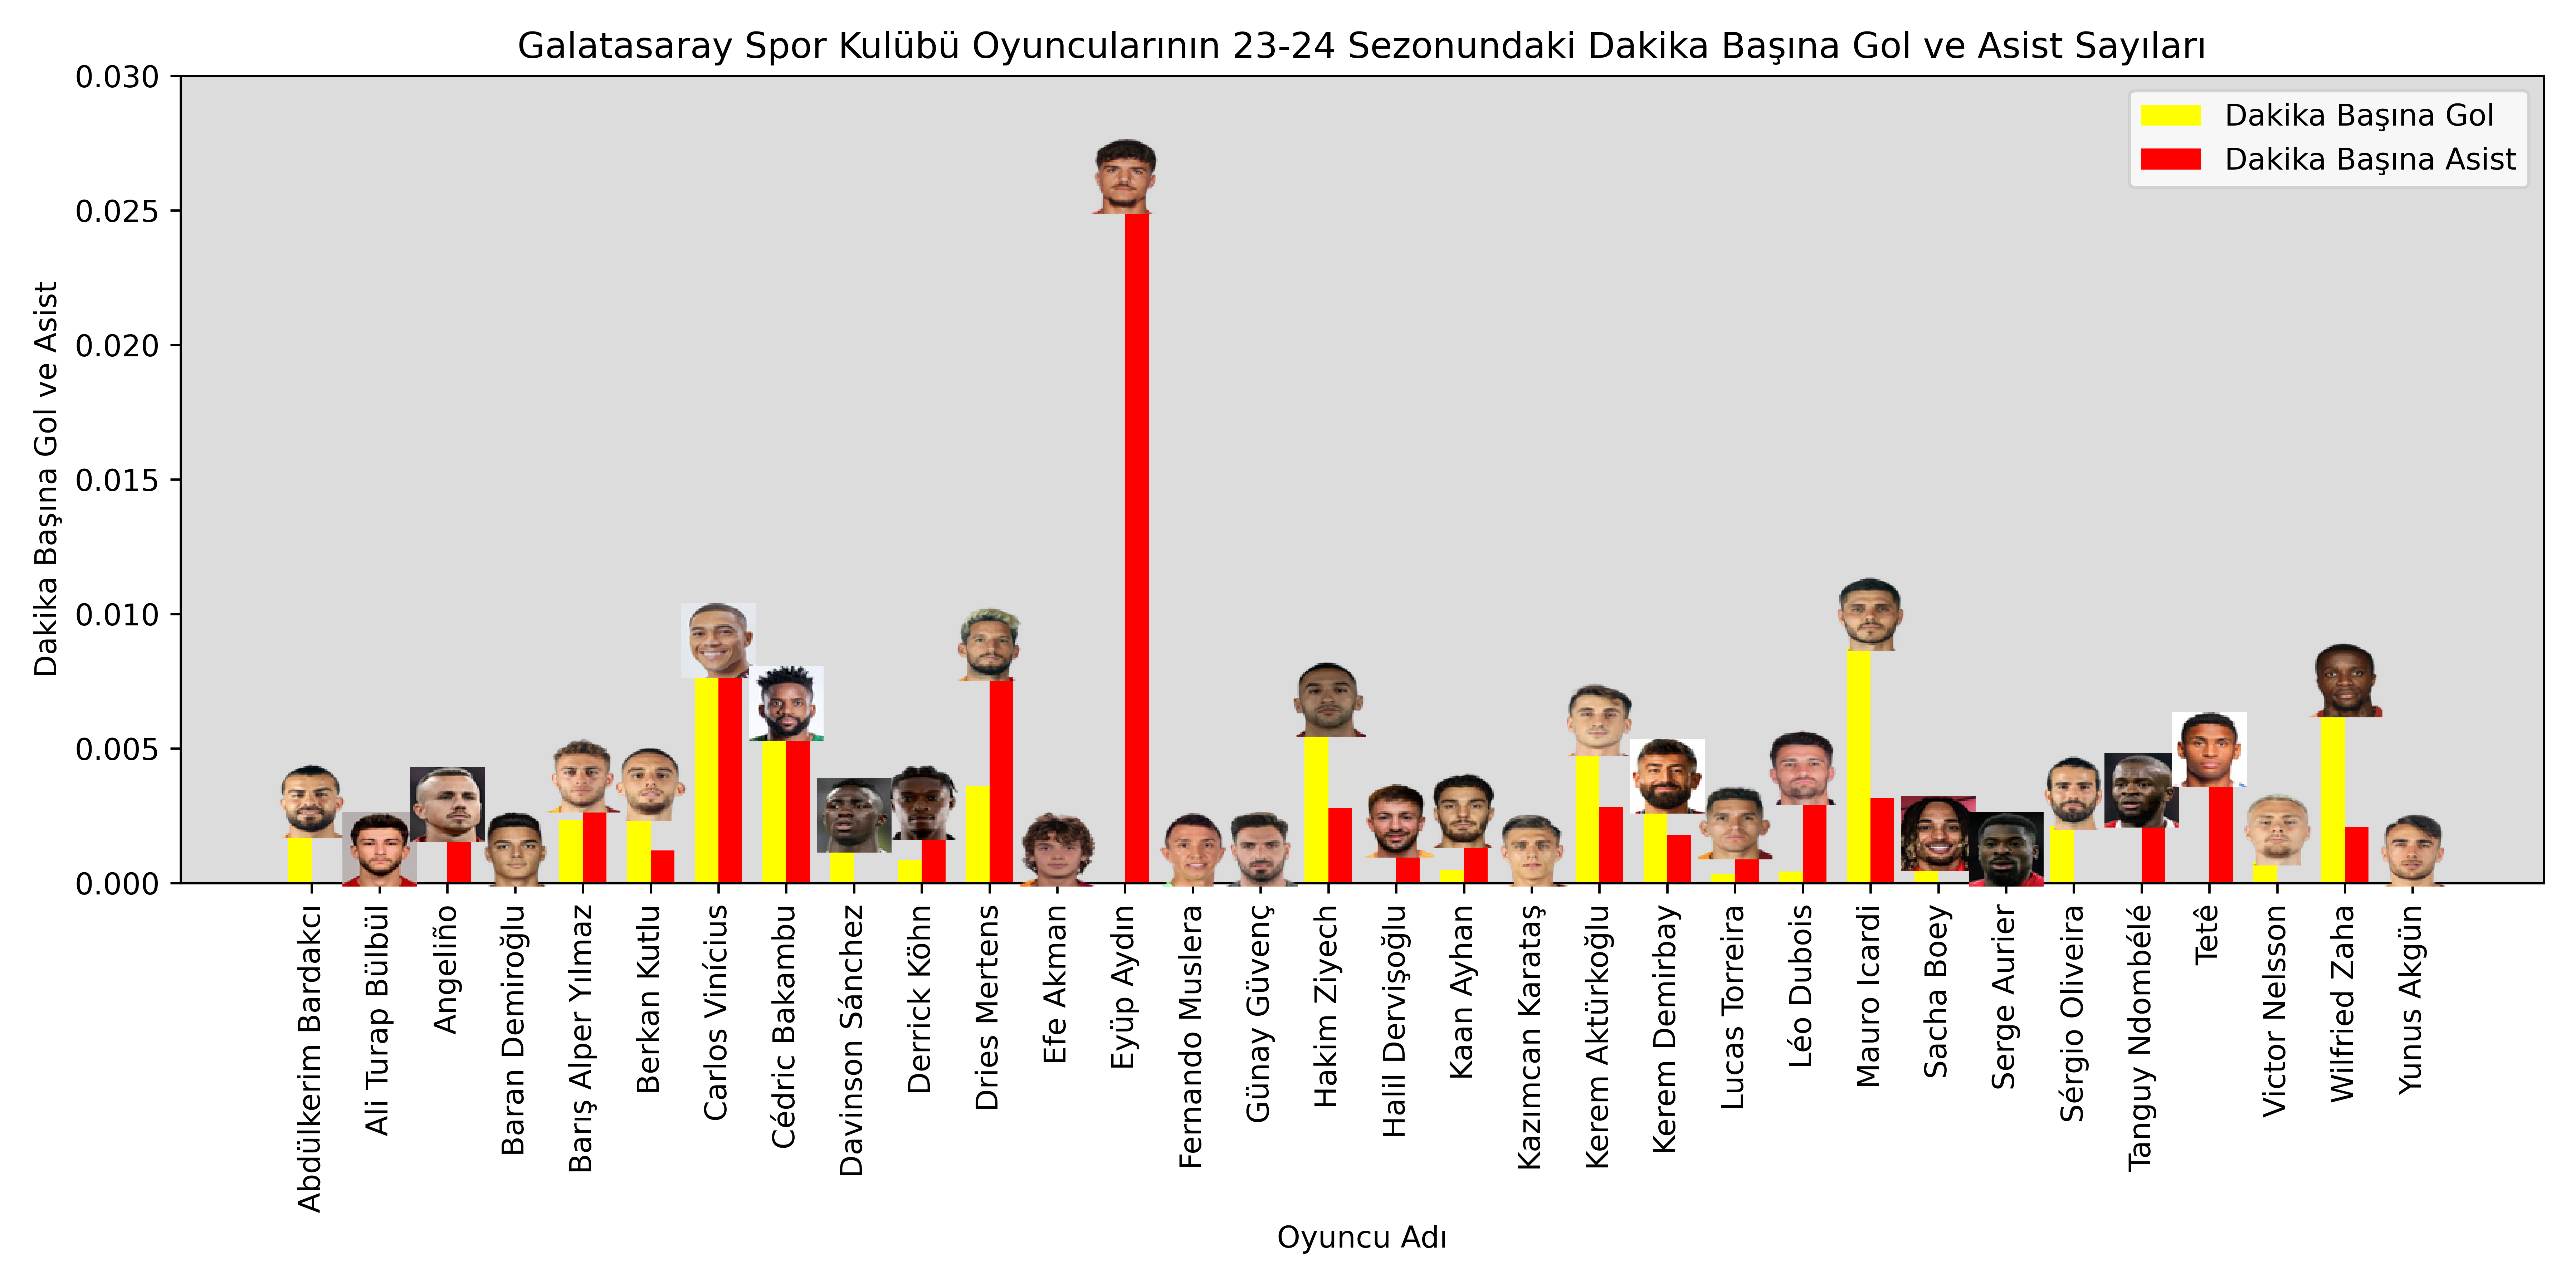 Galatasaray Spor Kulübü Oyuncularının 23-24 Sezonundaki Dakika Başına Gol ve Asist Sayıları
Dakika Başına Gol
Dakika Başına Asist
Dakika Başına Gol ve Asist
0.030
0.025
0.020
0.015
0.010
0.005
0.000
Abdülkerim Bardakcı
Ali Turap Bülbül
Angeliño
Baran Demiroğlu
Barış Alper Yılmaz
Berkan Kutlu
Carlos Vinícius
Cédric Bakambu
Davinson Sánchez
Derrick Köhn
Dries Mertens
Efe Akman
Eyüp Aydın
Fernando Muslera
Günay Güvenç
Hakim Ziyech
Halil Dervişoğlu
Kaan Ayhan
Kazımcan Karataş
Kerem Aktürkoğlu
Kerem Demirbay
Lucas Torreira
Léo Dubois
Mauro Icardi
Sacha Boey
Serge Aurier
Sérgio Oliveira
Tanguy Ndombélé
Tetê
Victor Nelsson
Wilfried Zaha
Yunus Akgün
Oyuncu Adı